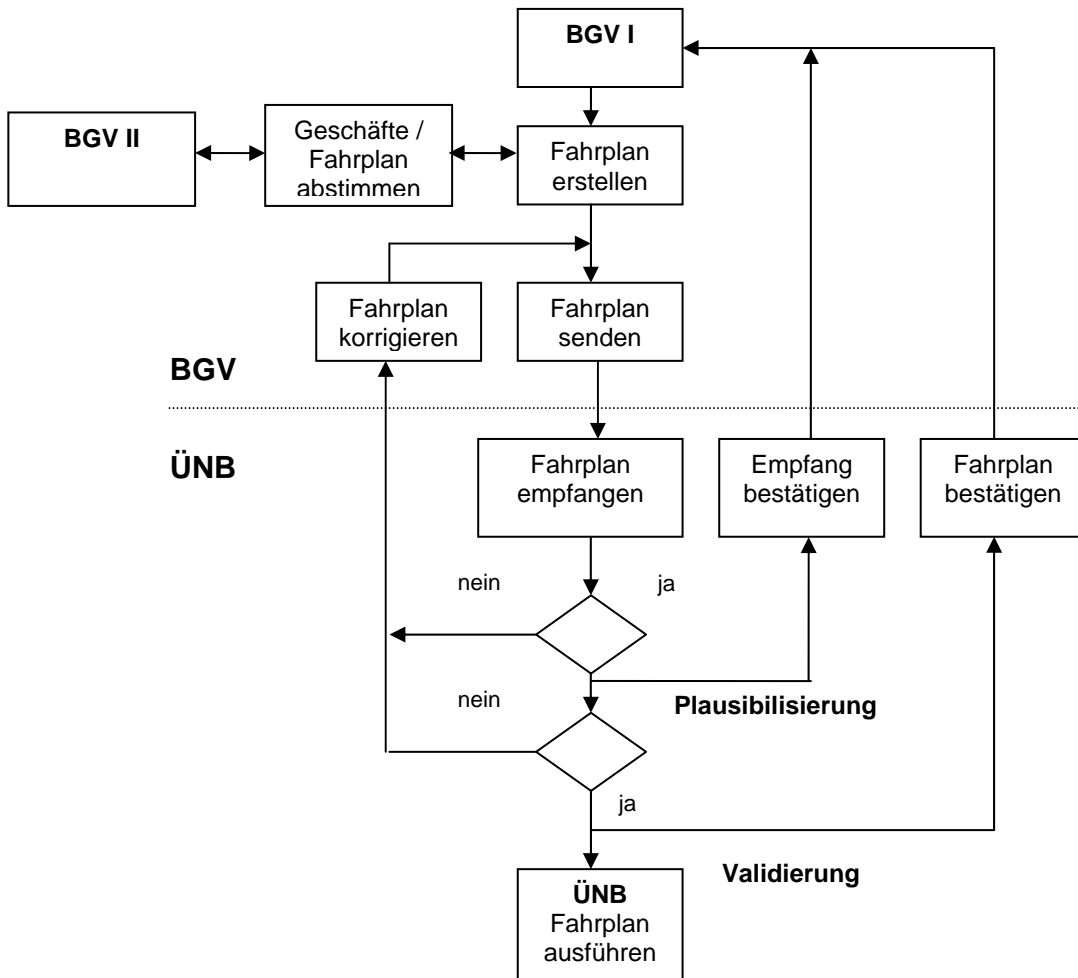 BGV I
BGV II
Geschäfte /
Fahrplan
abstimmen
Fahrplan
erstellen
Fahrplan
korrigieren
Fahrplan
senden
BGV
ÜNB
Fahrplan
empfangen
Empfang
bestätigen
Fahrplan
bestätigen
nein
ja
nein
Plausibilisierung
ja
Validierung
ÜNB
Fahrplan
ausführen